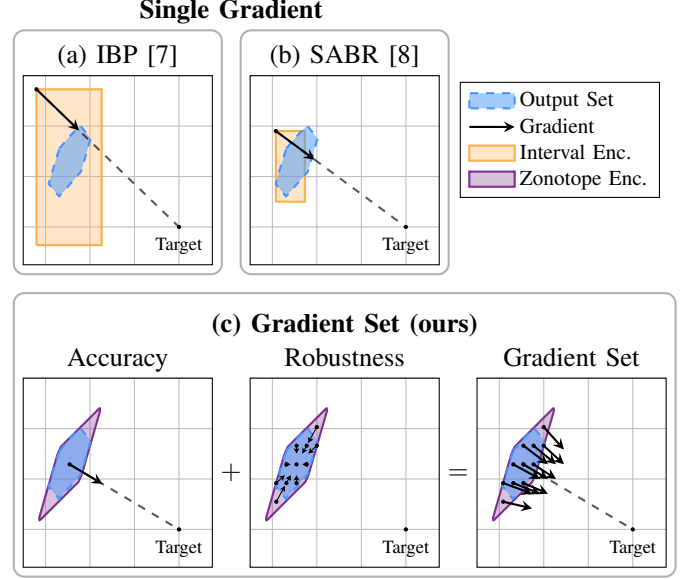 Single Gradient
(a) IBP [7]
(b) SABR [8]
Output Set
Gradient
Interval Enc.
Zonotope Enc.
Target
Target
(c) Gradient Set (ours)
Accuracy
Robustness
Gradient Set
+
=
Target
Target
Target